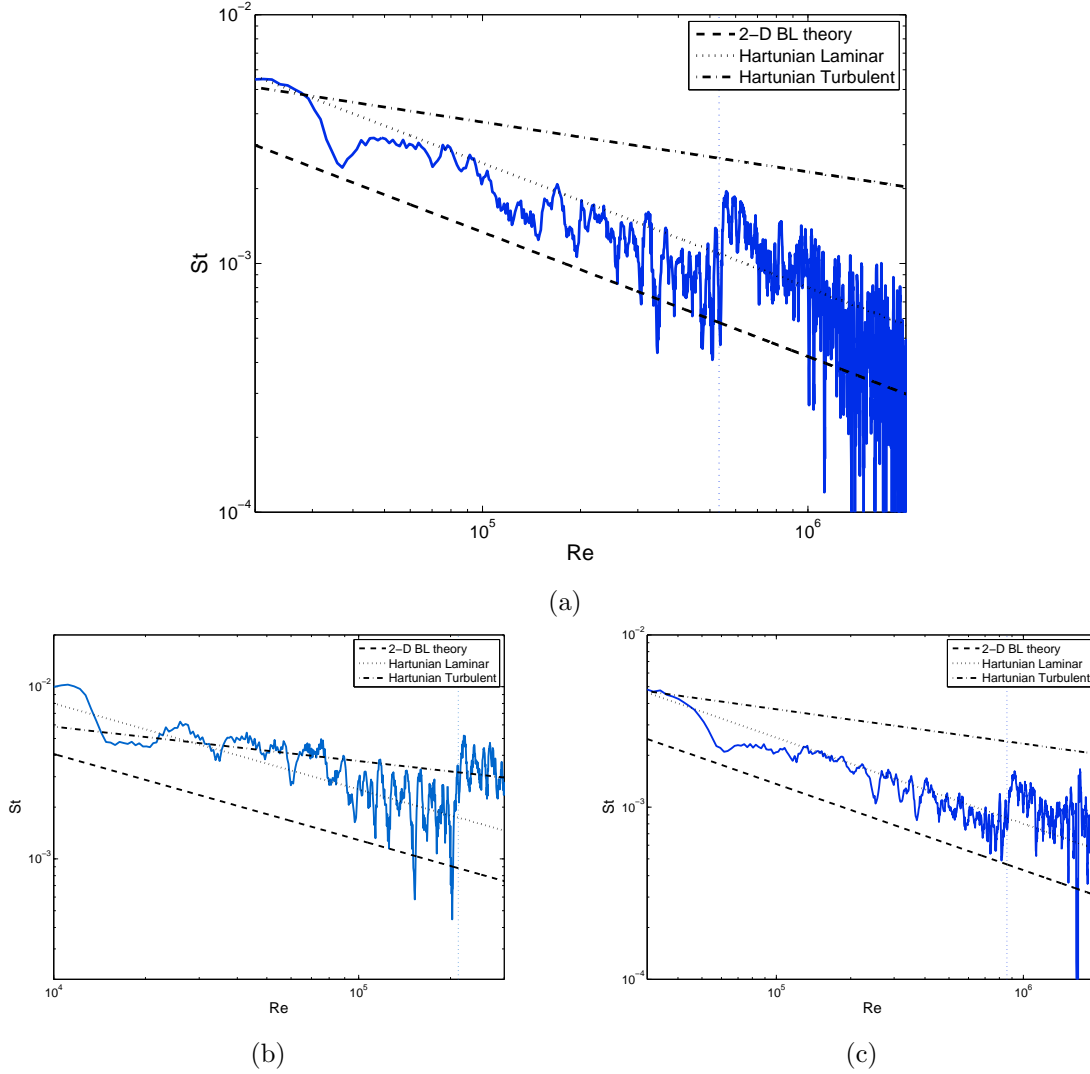 10^-2
2-D BL theory
Hartunian Laminar
Hartunian Turbulent
St
10^-3
10^-4
10^5
10^6
Re
(a)
2-D BL theory
Hartunian Laminar
Hartunian Turbulent
10^-2
St
10^-3
10^4
10^5
Re
(b)
10^-2
2-D BL theory
Hartunian Laminar
Hartunian Turbulent
St
10^-3
10^-4
10^5
10^6
Re
(c)